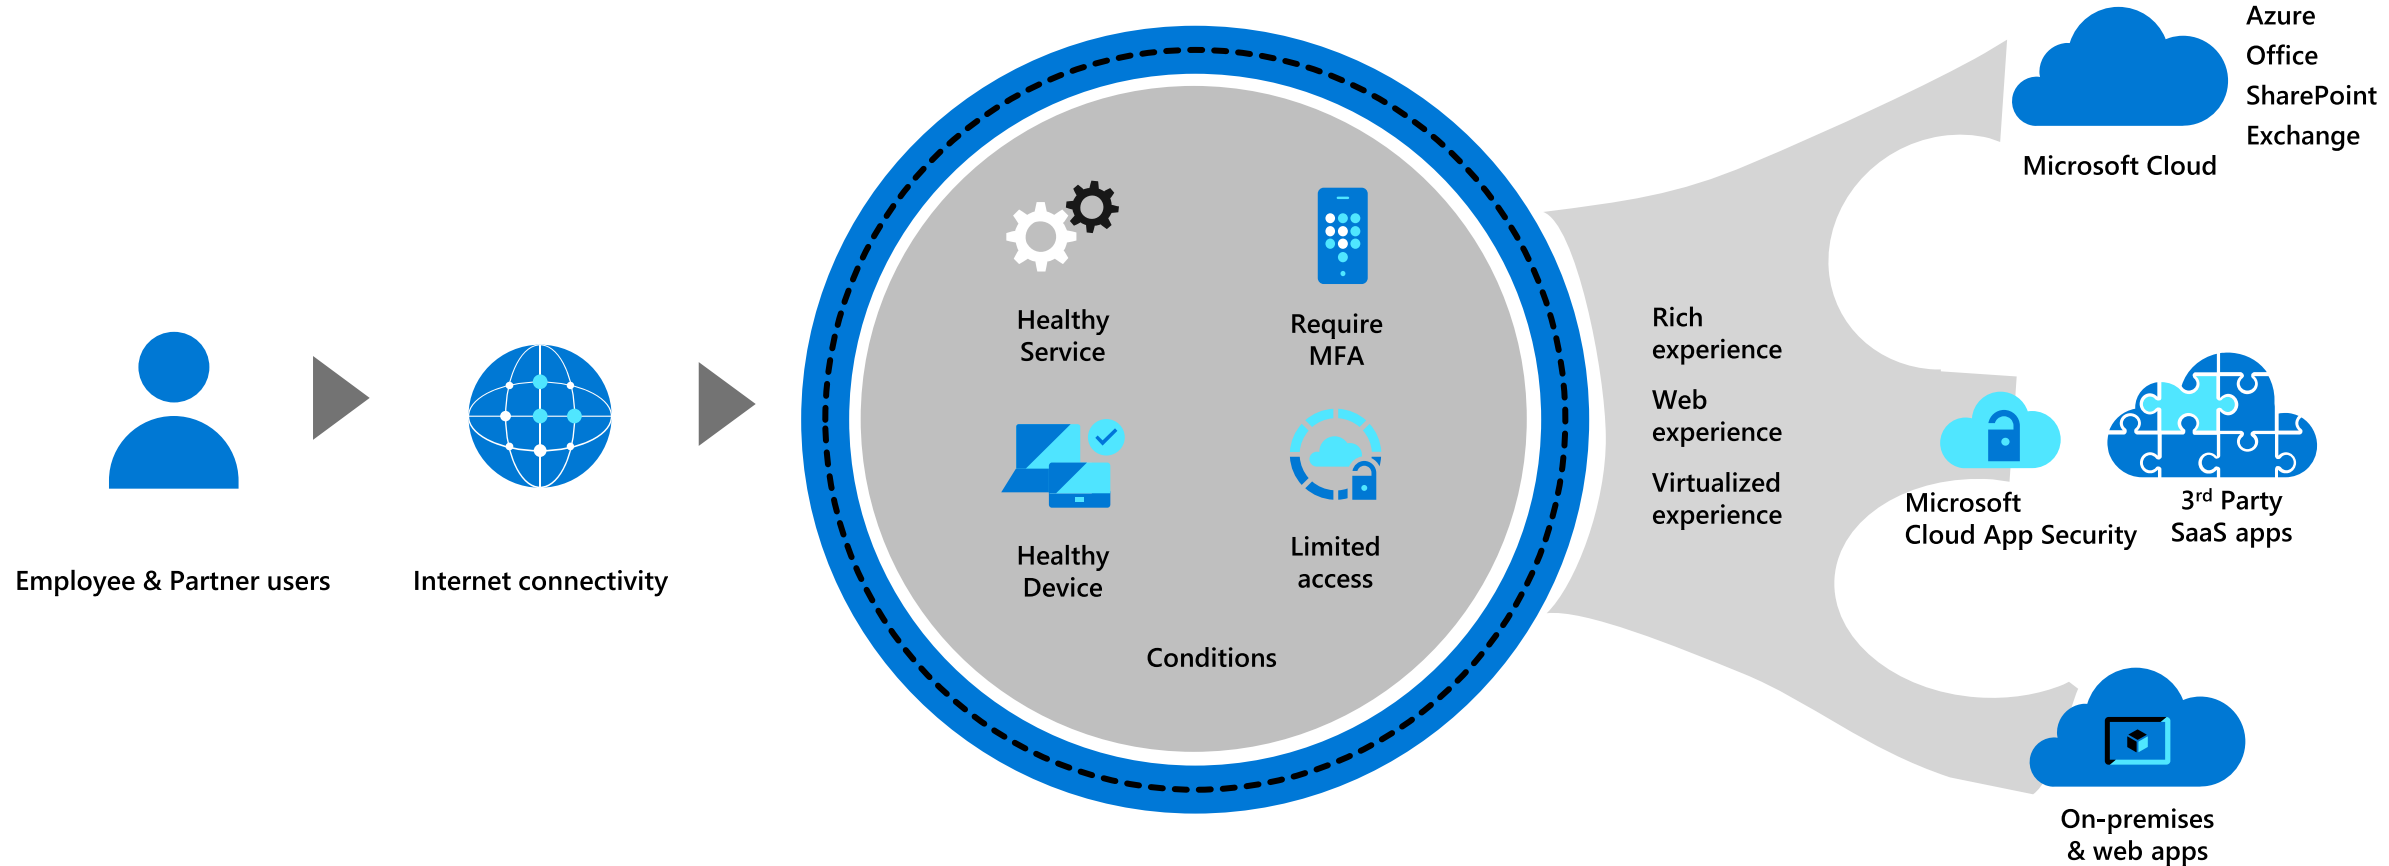 Employee & Partner users
Internet connectivity
Healthy
Service
Require
MFA
Healthy
Device
Limited
access
Conditions
Rich
experience
Web
experience
Virtualized
experience
Azure
Office
SharePoint
Exchange
Microsoft Cloud
Microsoft
Cloud App Security
3rd Party
SaaS apps
On-premises
& web apps